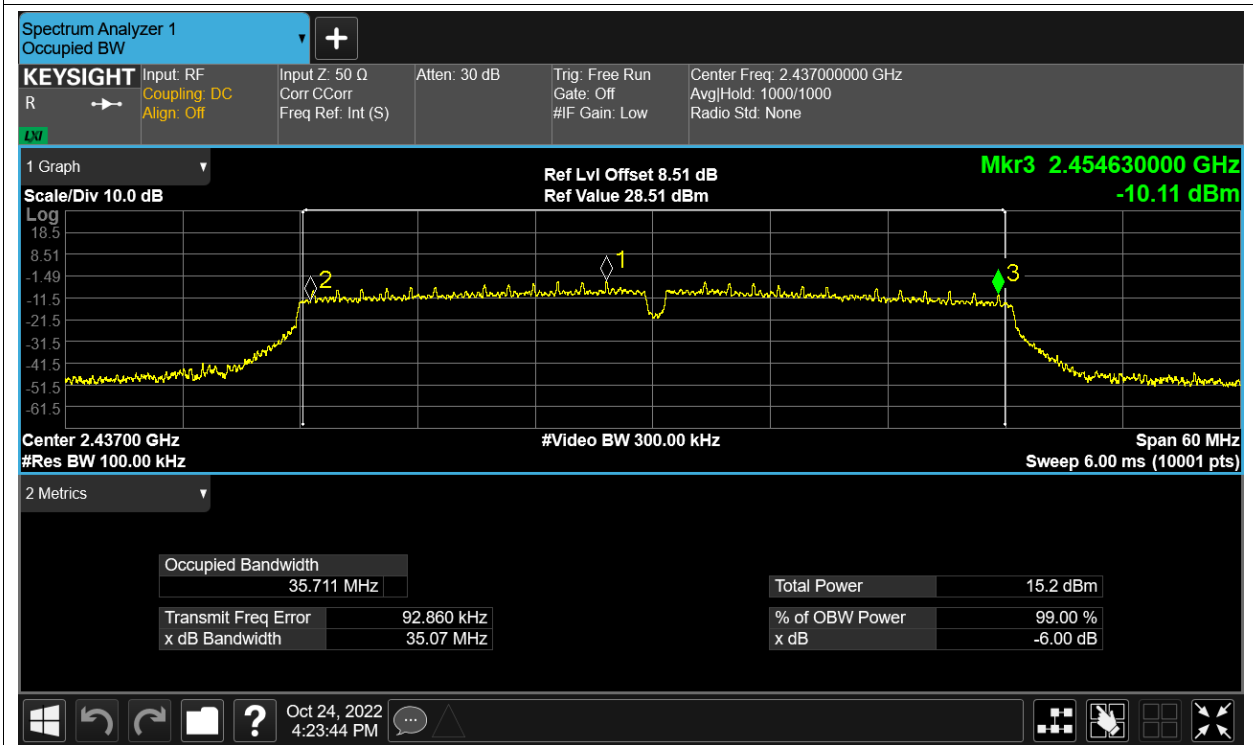 Spectrum Analyzer 1
Occupied BW
KEYSIGHT Input: RF Input Z: 50 Ω Atten: 30 dB Trig: Free Run Center Freq: 2.437000000 GHz
R Coupling: DC Corr CCorr Gate: Off Avg|Hold: 1000/1000
Align: Off Freq Ref: Int (S) #IF Gain: Low Radio Std: None
LXI
1 Graph Ref Lvl Offset 8.51 dB Mkr3 2.454630000 GHz
Scale/Div 10.0 dB Ref Value 28.51 dBm -10.11 dBm
Log
18.5
8.51
-1.49
-11.5
-21.5
-31.5
-41.5
-51.5
-61.5
1
2
3
Center 2.43700 GHz #Video BW 300.00 kHz Span 60 MHz
#Res BW 100.00 kHz Sweep 6.00 ms (10001 pts)
2 Metrics
Occupied Bandwidth
35.711 MHz Total Power 15.2 dBm
Transmit Freq Error 92.860 kHz % of OBW Power 99.00 %
x dB Bandwidth 35.07 MHz x dB -6.00 dB
? Oct 24, 2022
4:23:44 PM